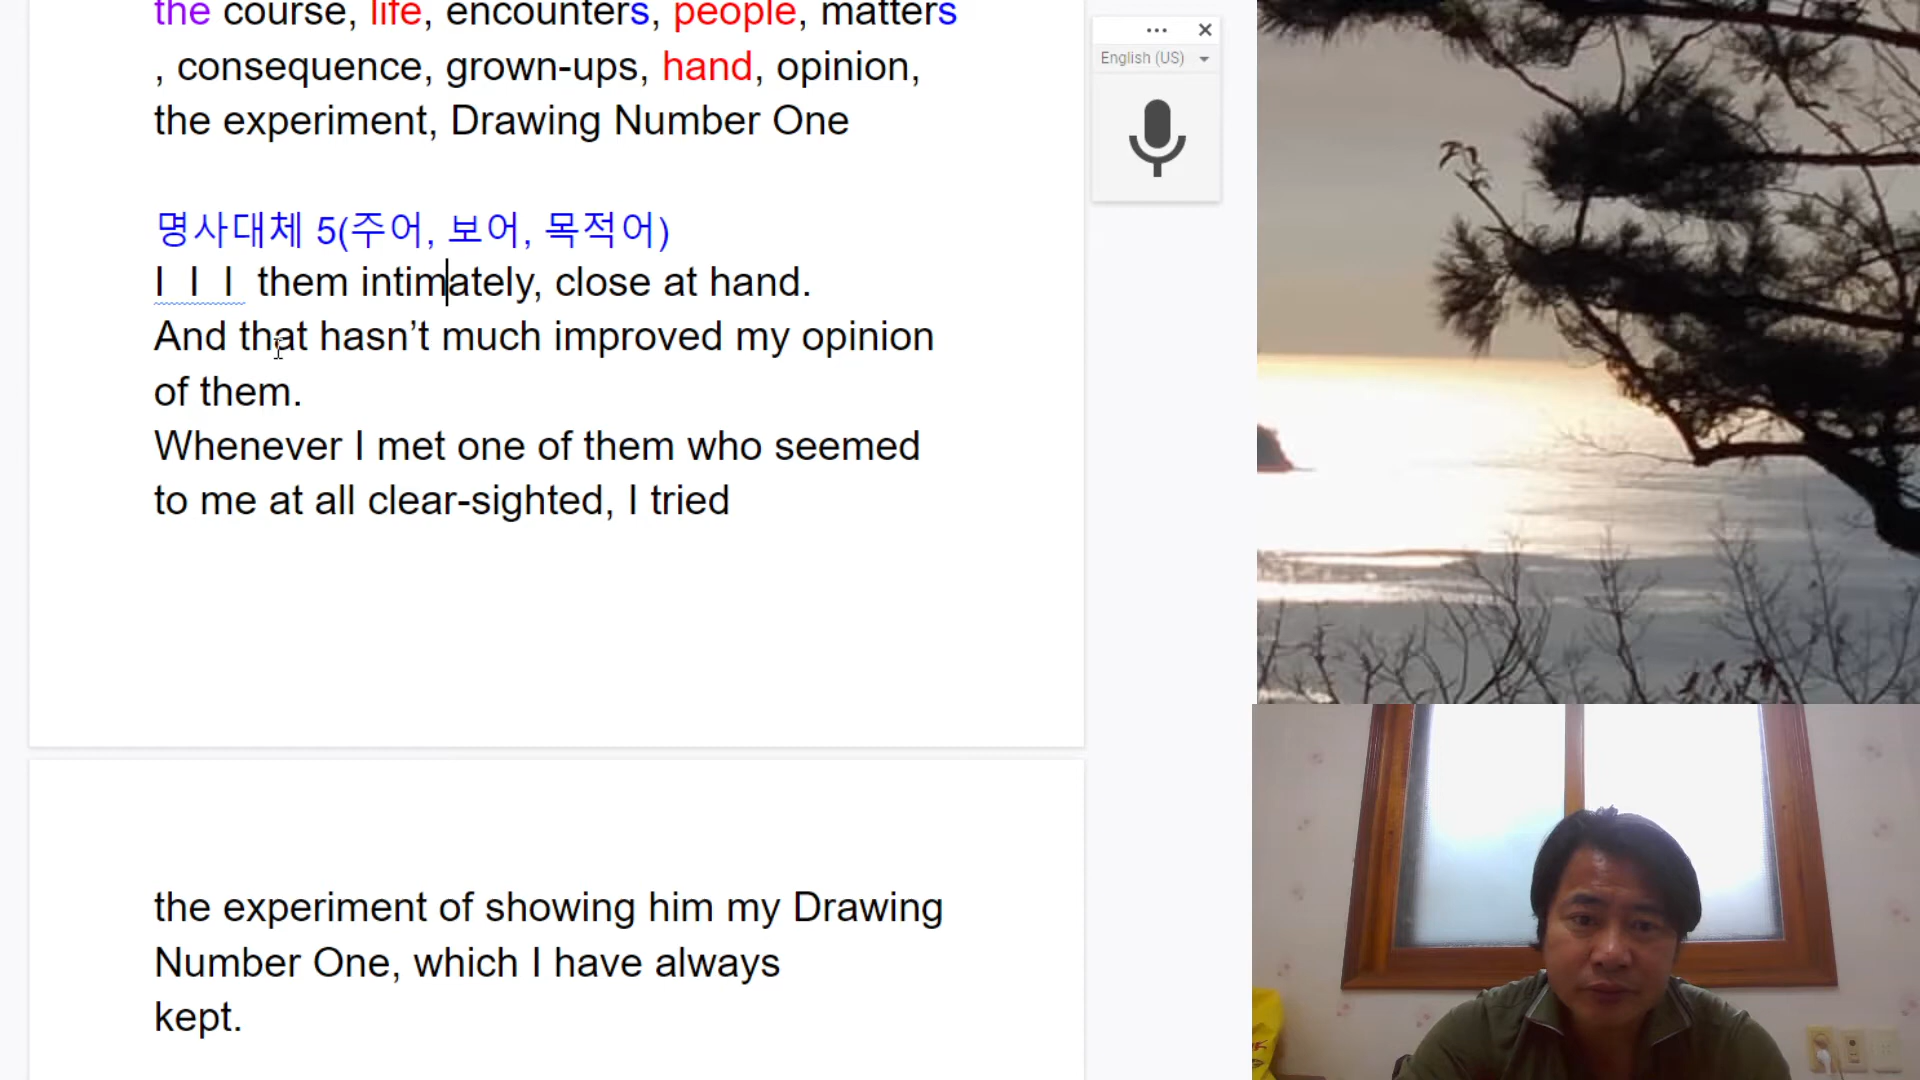 the course, life, encounters, people, matters
, consequence, grown-ups, hand, opinion,
the experiment, Drawing Number One
명사대체 5(주어, 보어, 목적어)
I I I them intimately, close at hand.
And that hasn’t much improved my opinion
of them.
Whenever I met one of them who seemed
to me at all clear-sighted, I tried
the experiment of showing him my Drawing
Number One, which I have always
kept.
English (US)